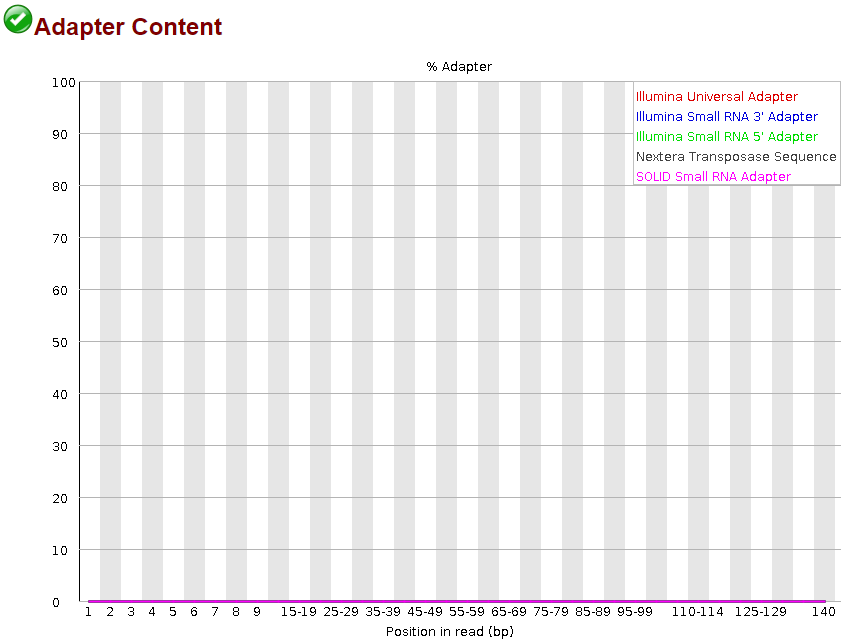 Adapter Content
% Adapter
Illumina Universal Adapter
Illumina Small RNA 3' Adapter
Illumina Small RNA 5' Adapter
Nextera Transposase Sequence
SOLID Small RNA Adapter
100
90
80
70
60
50
40
30
20
10
0
1 2 3 4 5 6 7 8 9 15-19 25-29 35-39 45-49 55-59 65-69 75-79 85-89 95-99 110-114 125-129 140
Position in read (bp)